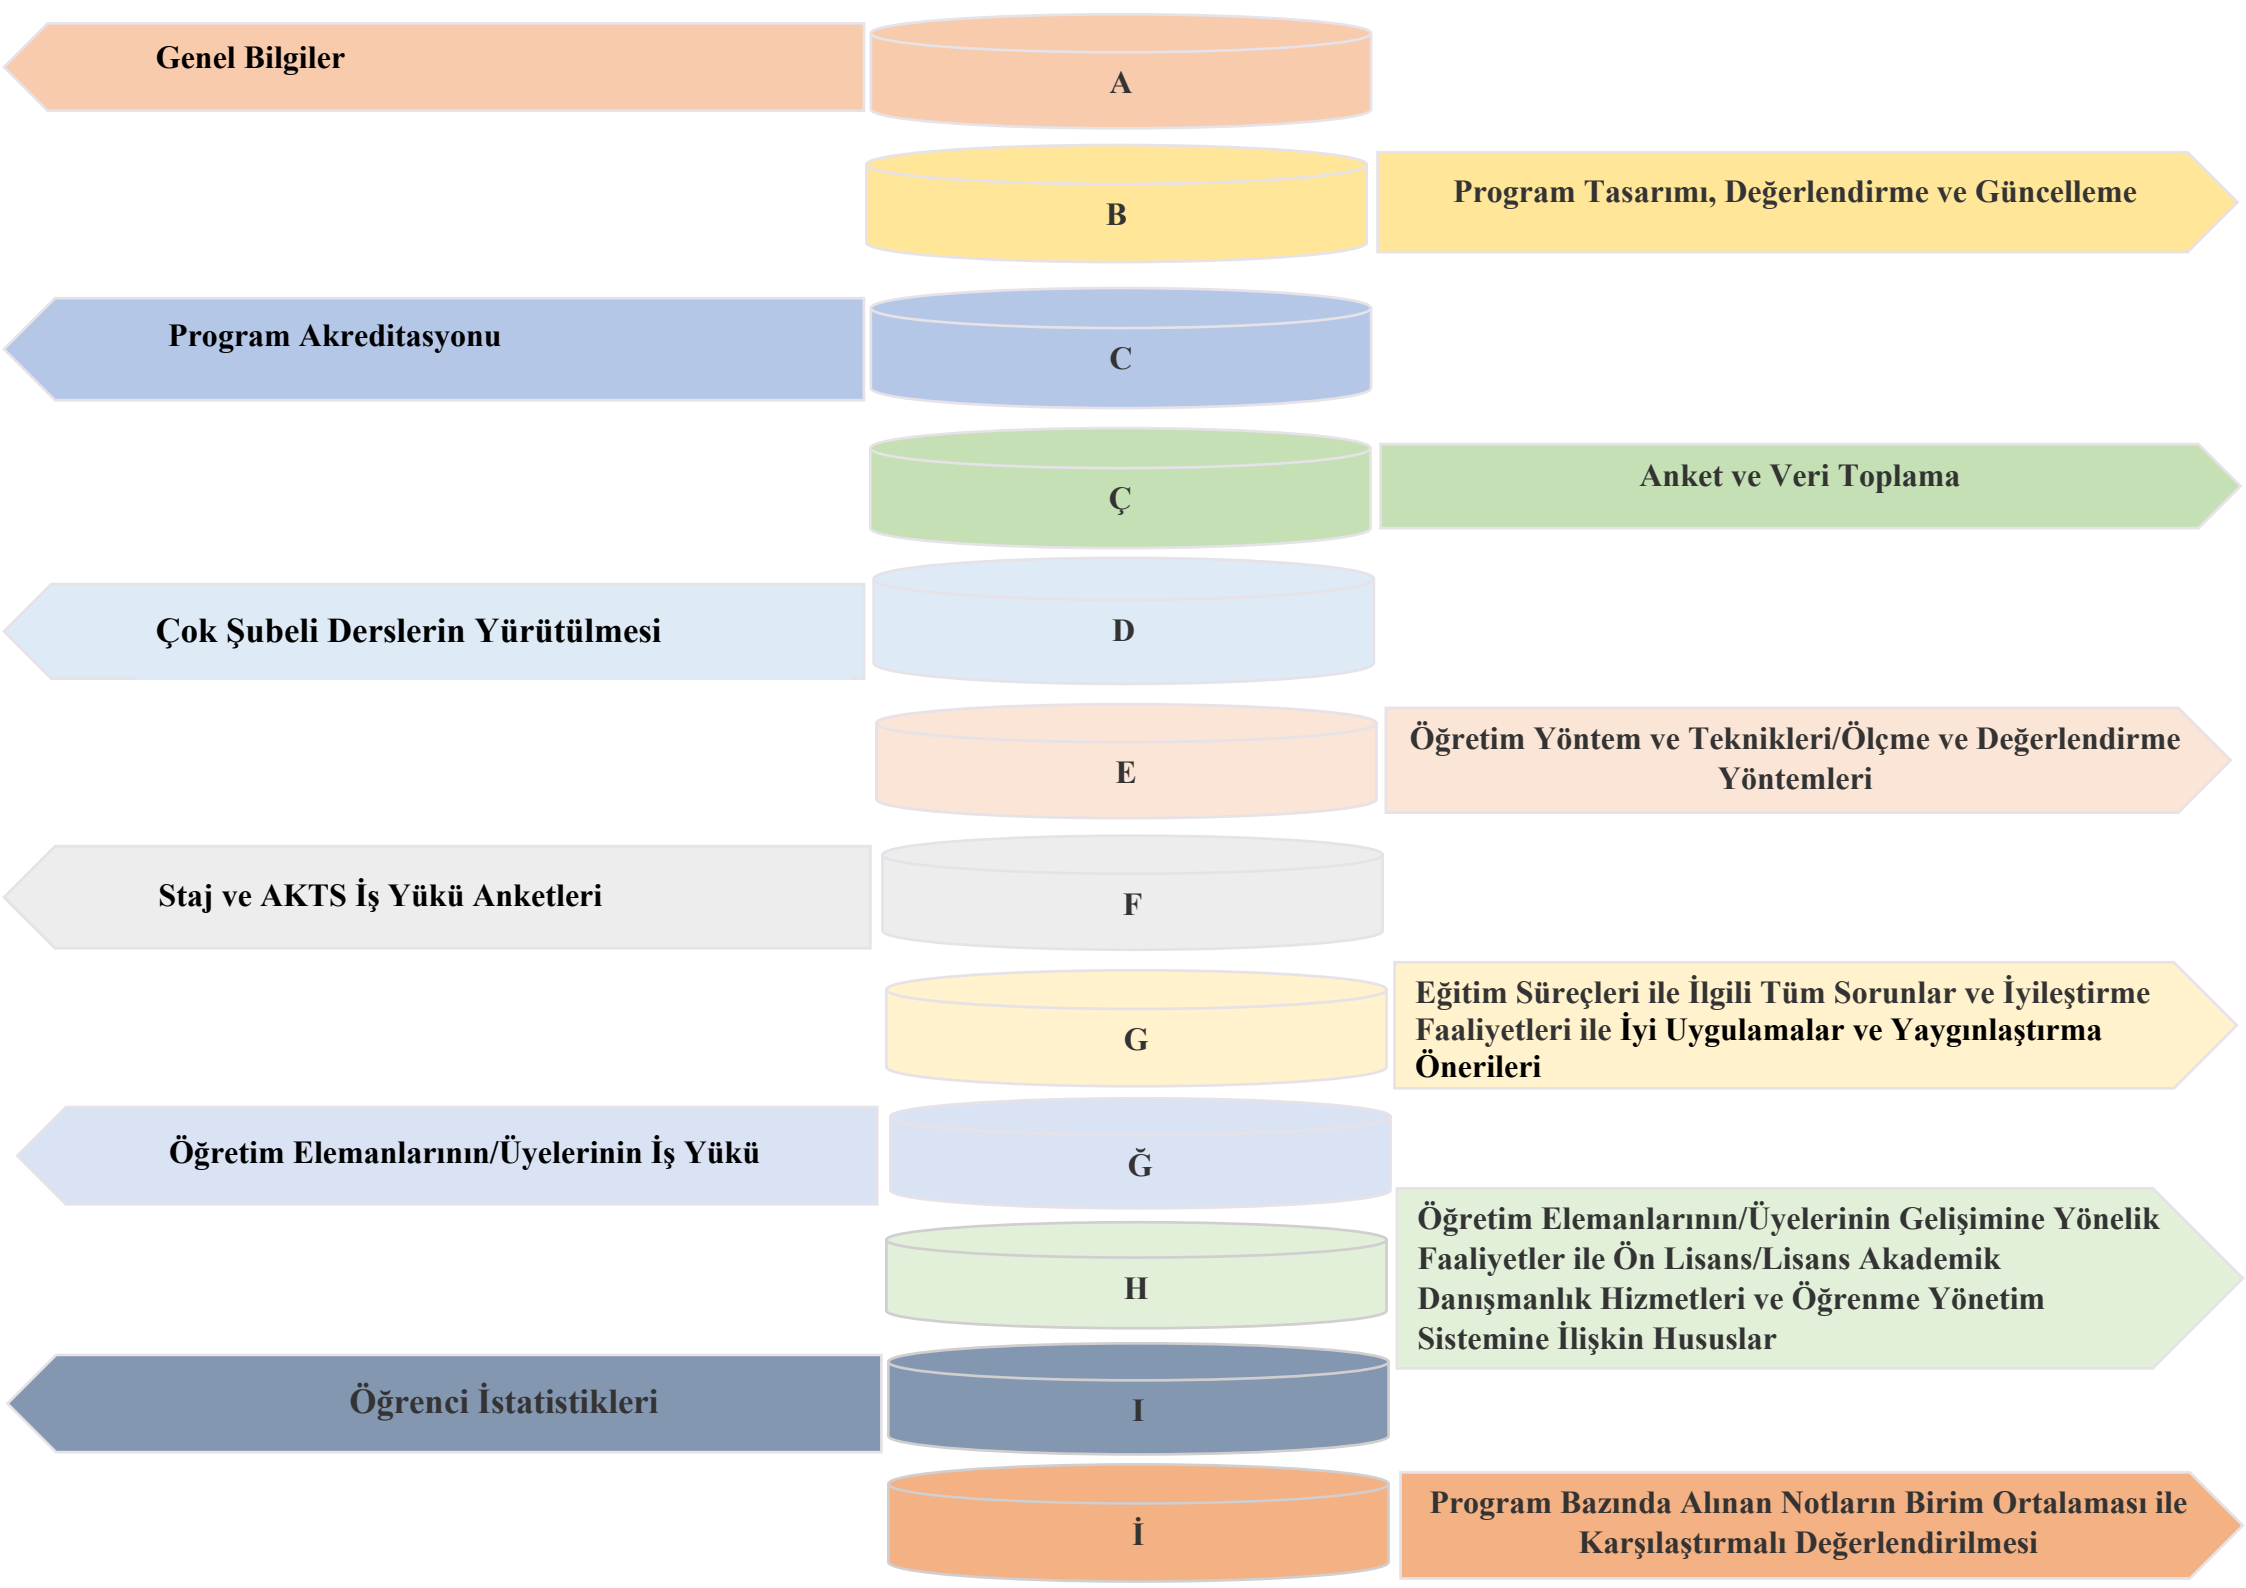 Genel Bilgiler
A
B
Program Tasarımı, Değerlendirme ve Güncelleme
Program Akreditasyonu
C
Ç
Anket ve Veri Toplama
Çok Şubeli Derslerin Yürütülmesi
D
E
Öğretim Yöntem ve Teknikleri/Ölçme ve Değerlendirme
Yöntemleri
Staj ve AKTS İş Yükü Anketleri
F
G
Eğitim Süreçleri ile İlgili Tüm Sorunlar ve İyileştirme
Faaliyetleri ile İyi Uygulamalar ve Yaygınlaştırma
Önerileri
Öğretim Elemanlarının/Üyelerinin İş Yükü
Ğ
H
Öğretim Elemanlarının/Üyelerinin Gelişimine Yönelik
Faaliyetler ile Ön Lisans/Lisans Akademik
Danışmanlık Hizmetleri ve Öğrenme Yönetim
Sistemine İlişkin Hususlar
Öğrenci İstatistikleri
I
İ
Program Bazında Alınan Notların Birim Ortalaması ile
Karşılaştırmalı Değerlendirilmesi